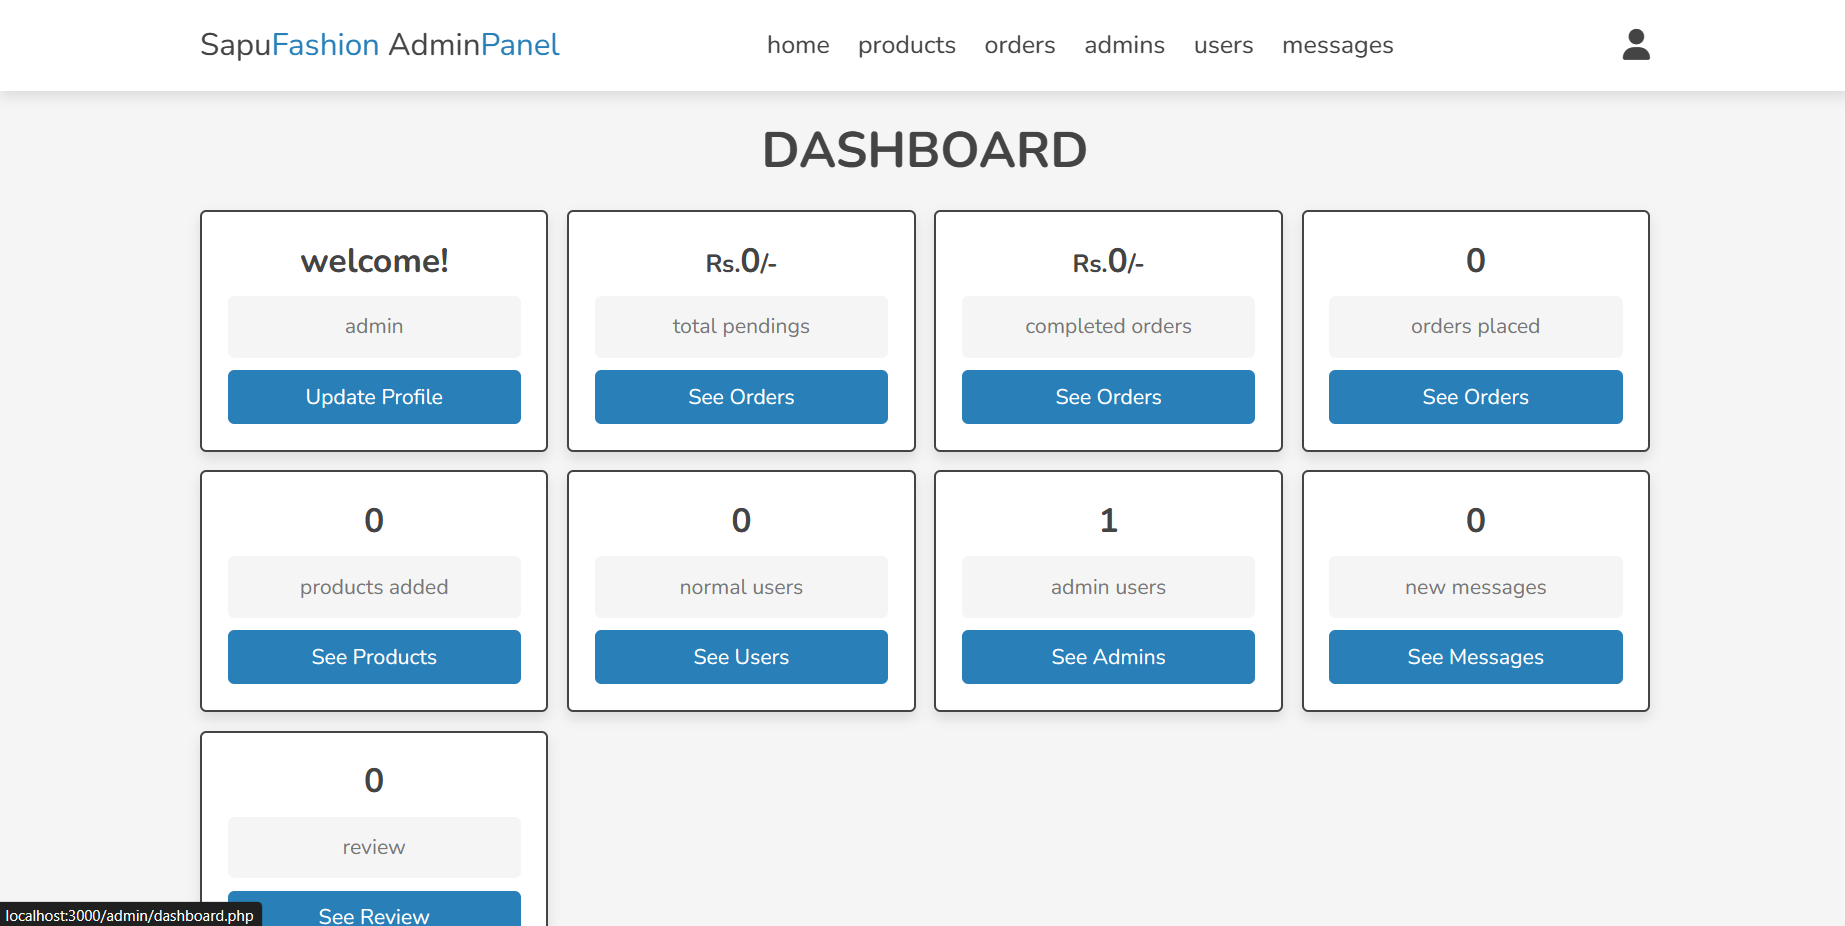 SapuFashion AdminPanel
home products orders admins users messages
DASHBOARD
welcome!
admin
Update Profile
Rs.0/-
total pendings
See Orders
Rs.0/-
completed orders
See Orders
0
orders placed
See Orders
0
products added
See Products
0
normal users
See Users
1
admin users
See Admins
0
new messages
See Messages
0
review
See Review
localhost:3000/admin/dashboard.php